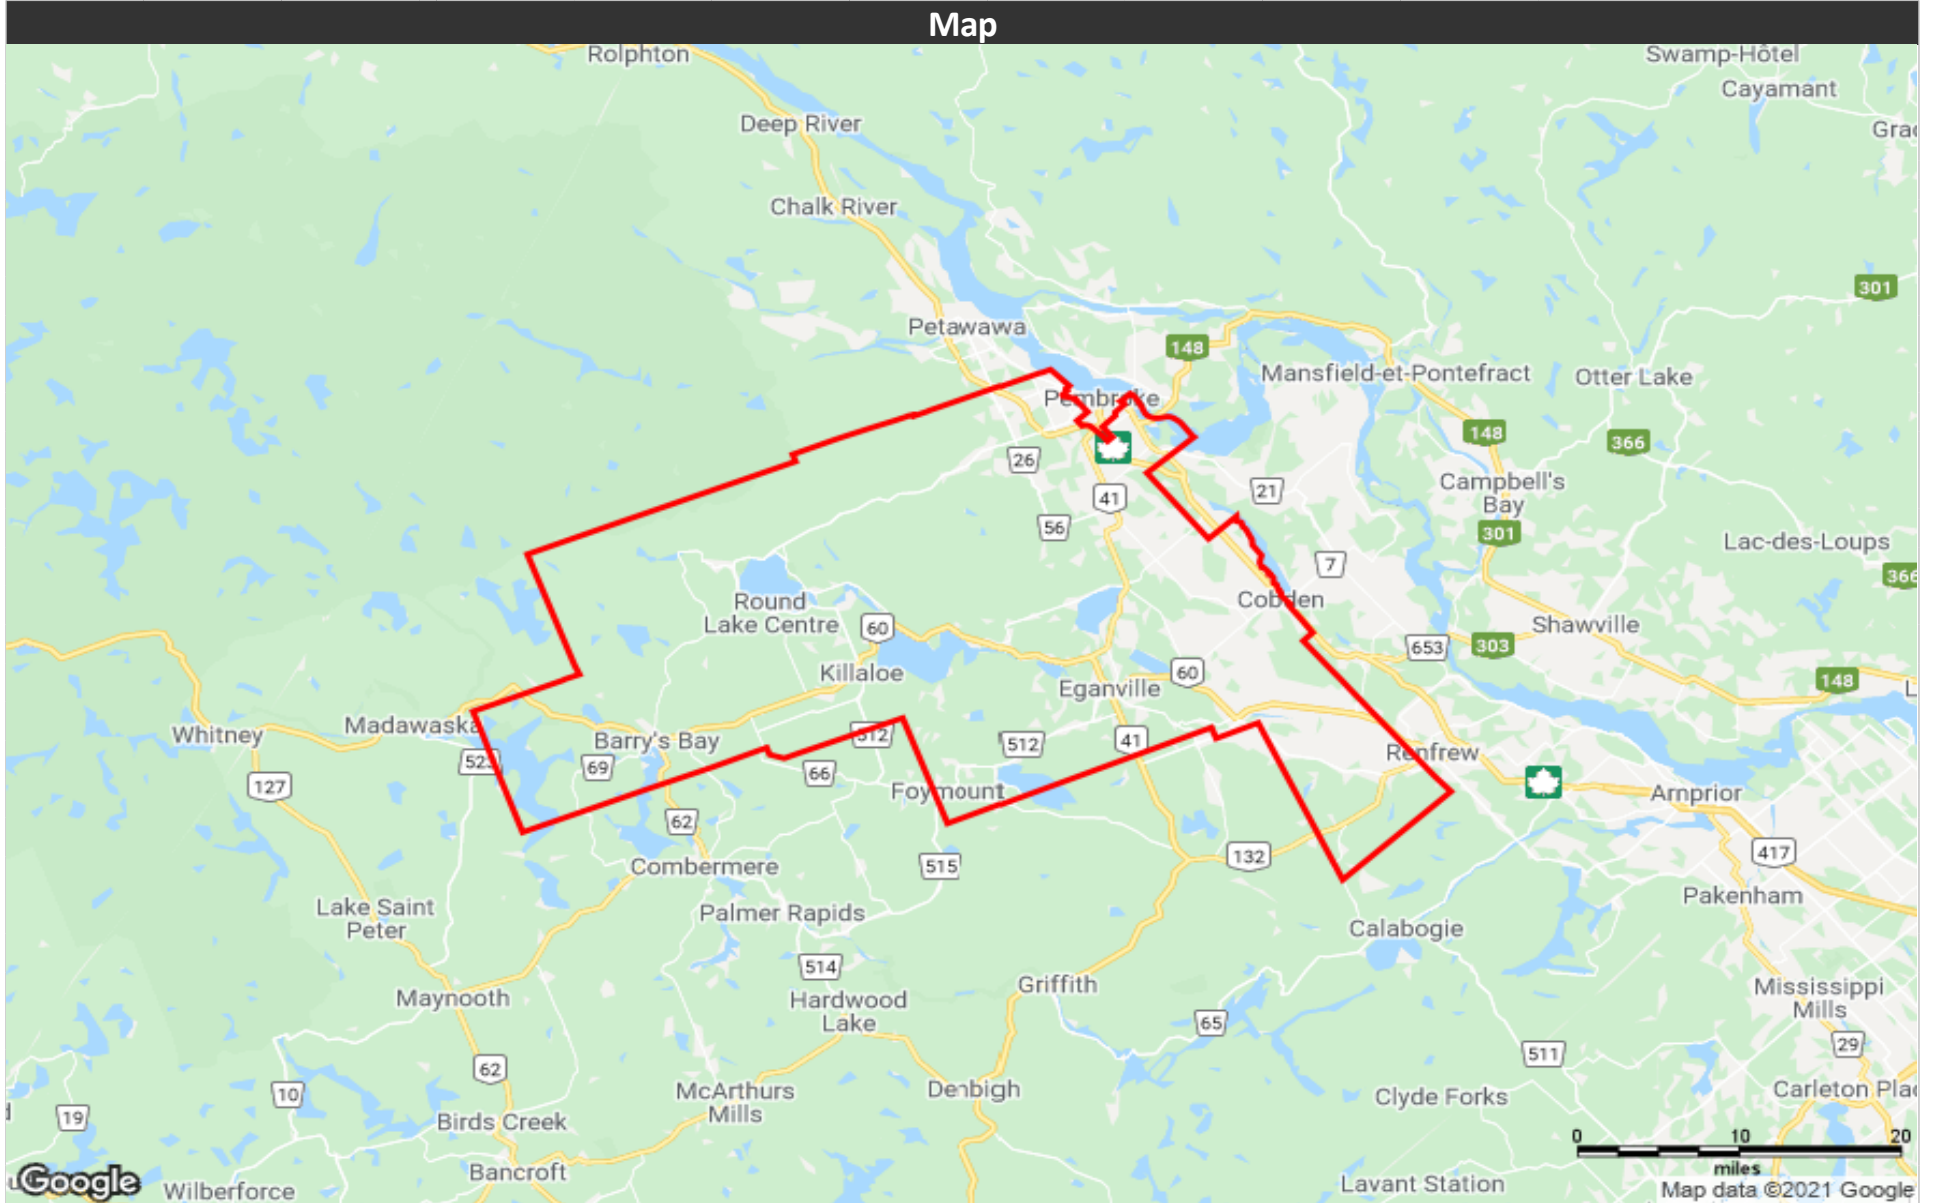 Map
Rolphton
Swamp-Hôtel
Cayamant
Deep River
Chalk River
301
Petawawa
148
Mansfield-et-Pontefract
Otter Lake
Pembroke
148
366
26
41
21
Campbell's
Bay
56
301
Lac-des-Loups
7
366
Round
Lake Centre
60
Cobden
Shawville
653
303
Killaloe
60
Eganville
148
Whitney
Madawaska
Barry's Bay
512
512
41
Renfrew
523
69
66
127
Foymount
Arnprior
62
Combermere
515
132
417
Pakenham
Lake Saint
Peter
Palmer Rapids
Calabogie
514
Griffith
Maynooth
Hardwood
Lake
Mississippi
Mills
65
62
511
29
10
McArthurs
Mills
Denbigh
Clyde Forks
Carleton Plac
19
Birds Creek
0 10 20
miles
Bancroft
Google
Wilberforce
Lavant Station
Map data ©2021 Google